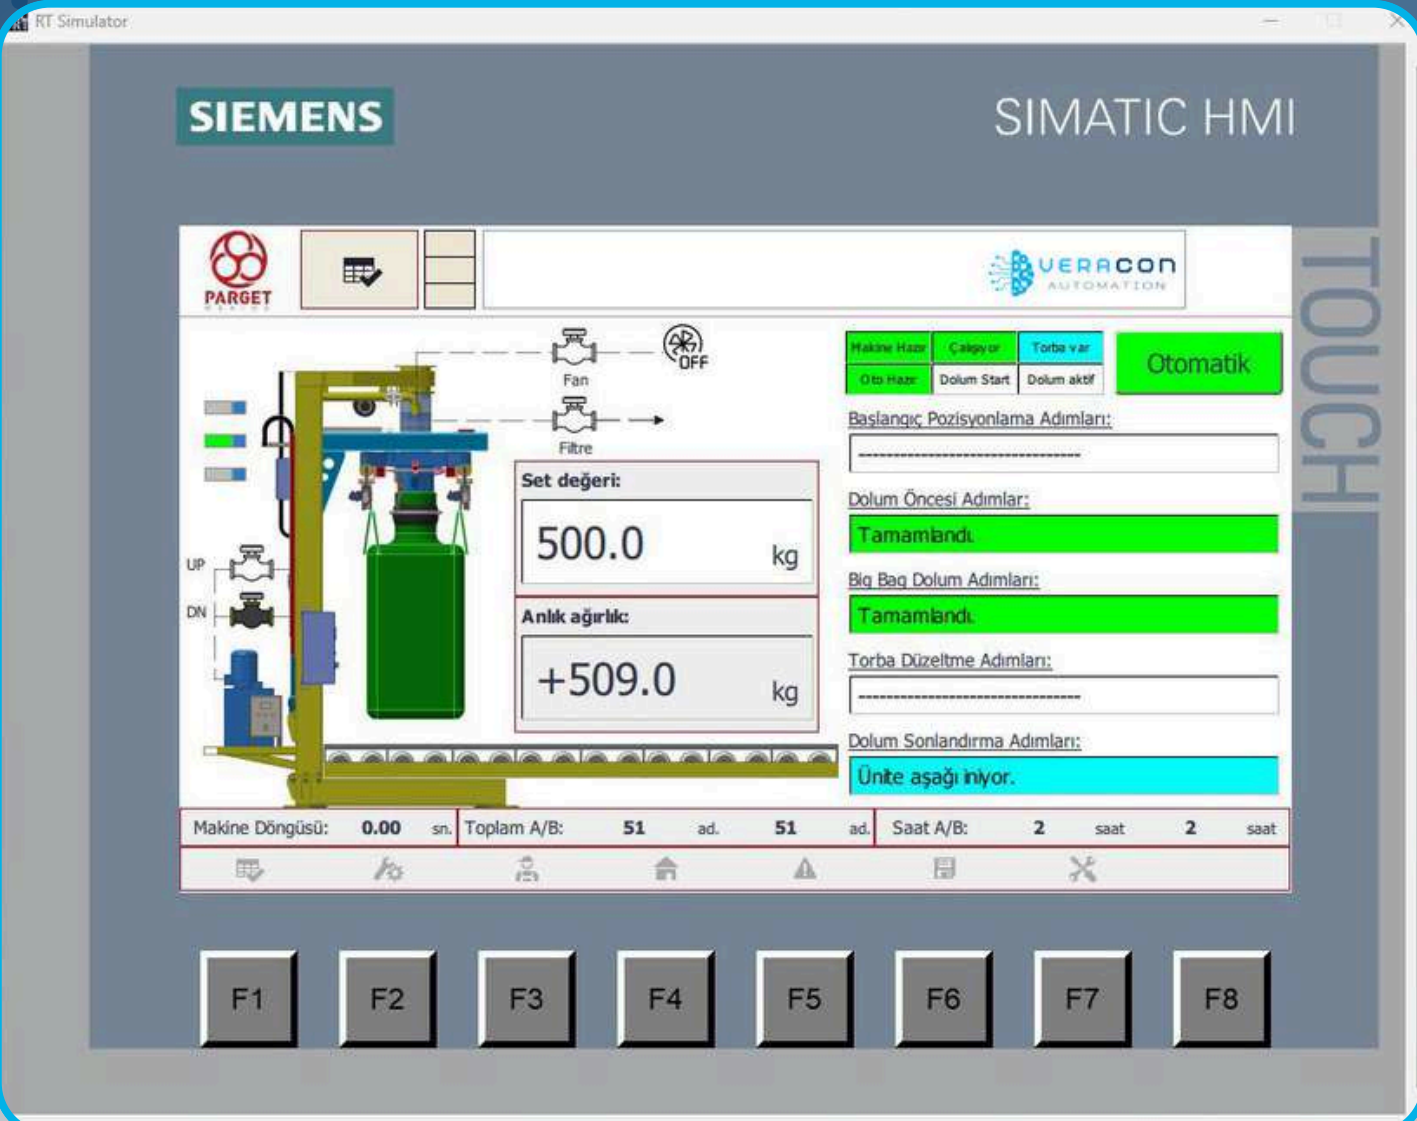 RT Simulator
SIEMENS
SIMATIC HMI
TOUCH
PARGET
VERACON
AUTOMATION
OFF
Fan
Filtre
Makine Hazır Çalışıyor Torba var
Oto Hazır Dolum Start Dolum aktif
Otomatik
Başlangıç Pozisyonlama Adımları:
---------------------------------
Set değeri:
500.0 kg
Anlık ağırlık:
+509.0 kg
UP
DN
Dolum Öncesi Adımlar:
Tamamlandı.
Big Bag Dolum Adımları:
Tamamlandı.
Torba Düzeltme Adımları:
---------------------------------
Dolum Sonlandırma Adımları:
Ünite aşağı iniyor.
Makine Döngüsü: 0.00 sn. Toplam A/B: 51 ad. 51 ad. Saat A/B: 2 saat 2 saat
F1 F2 F3 F4 F5 F6 F7 F8